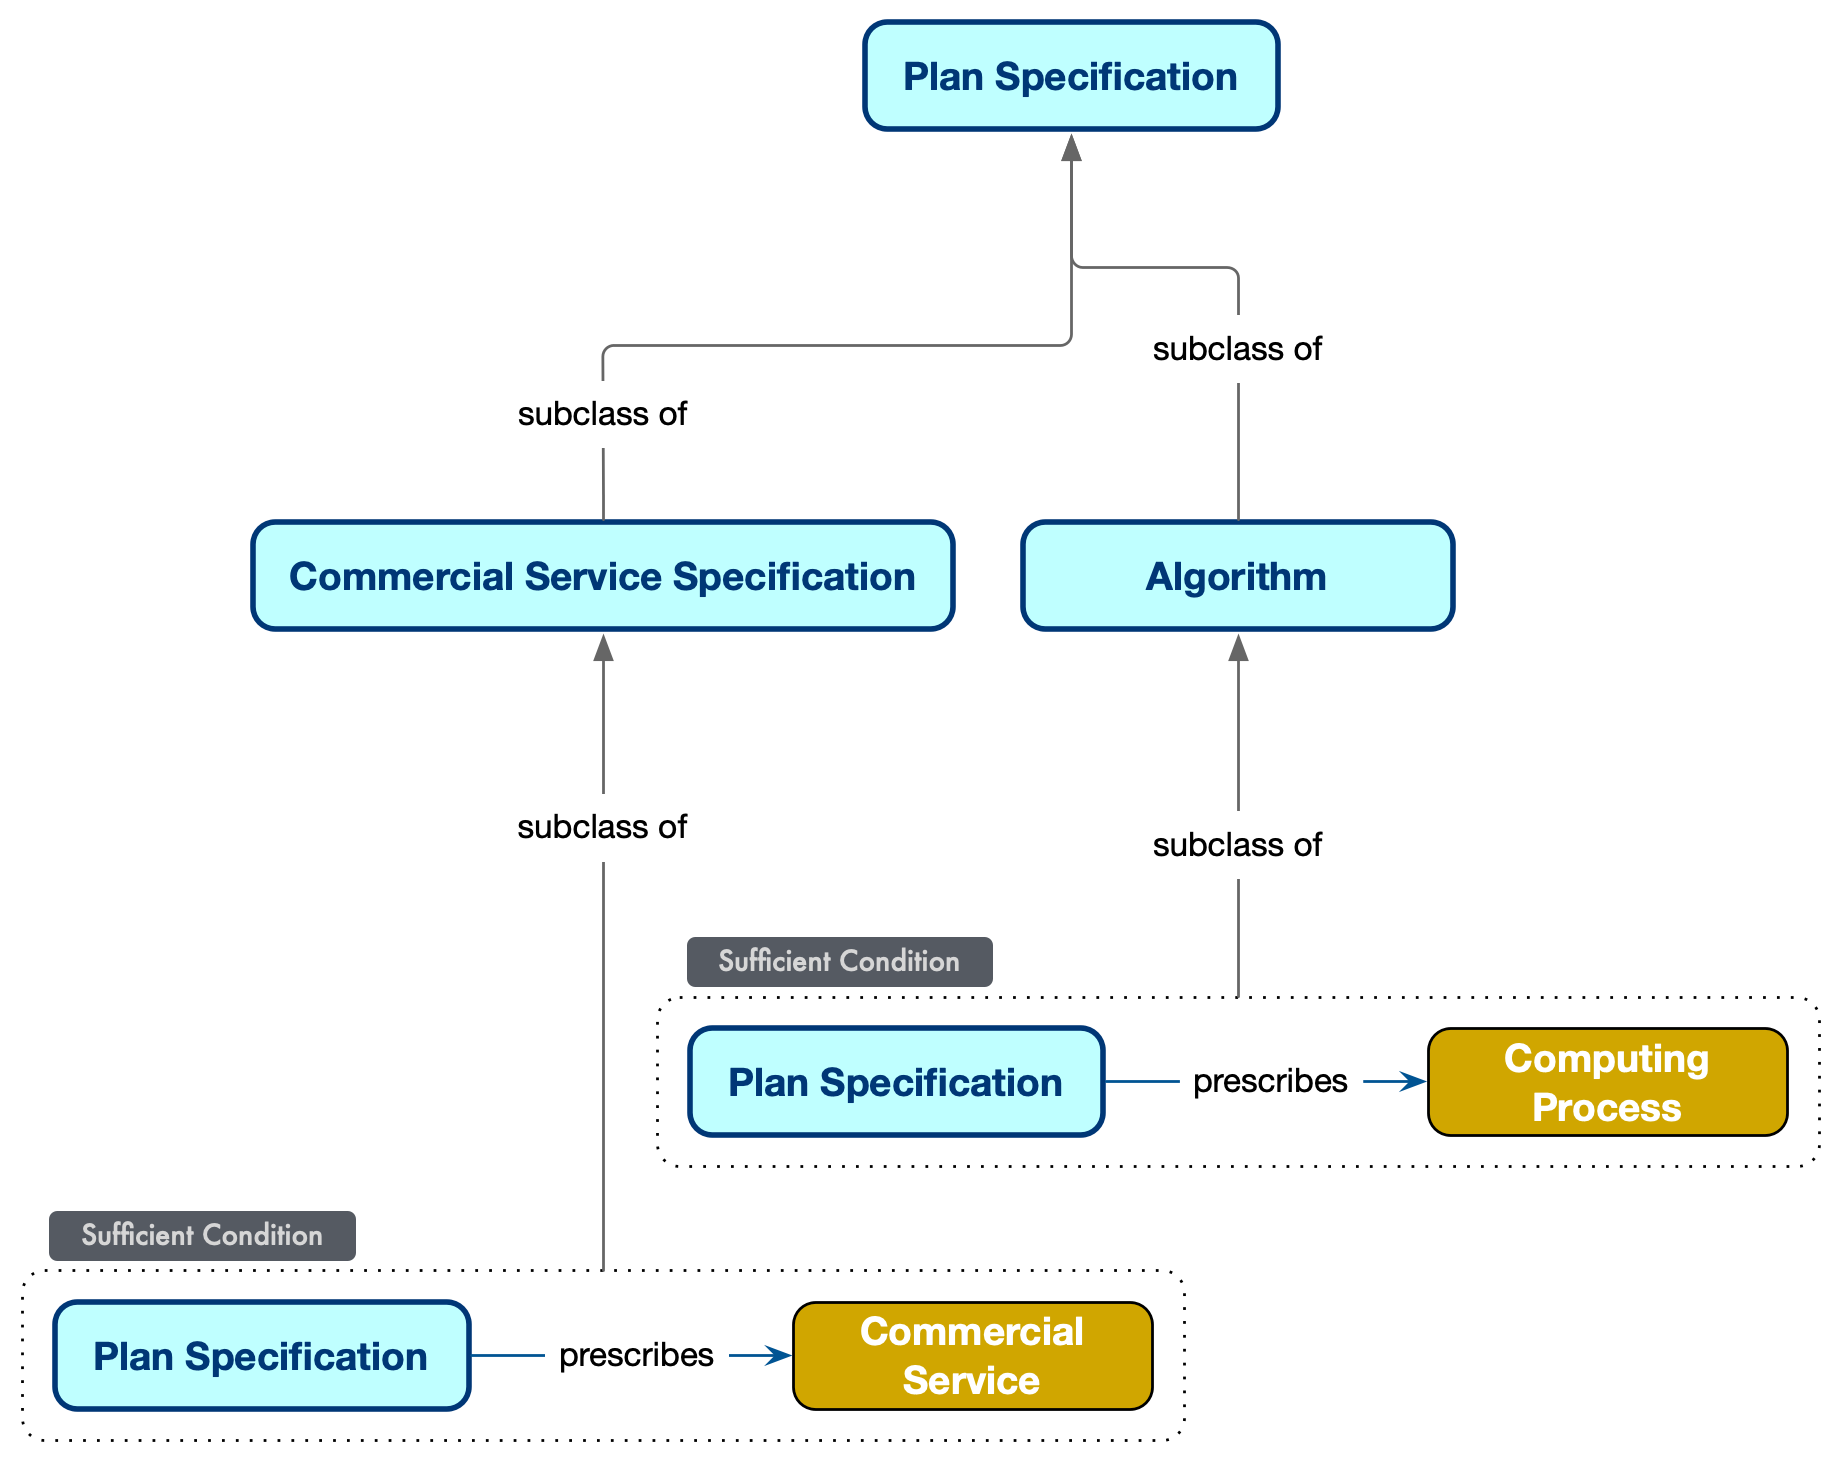 Plan Specification
subclass of
subclass of
Commercial Service Specification
Algorithm
subclass of
subclass of
Sufficient Condition
Plan Specification
prescribes
Computing
Process
Sufficient Condition
Plan Specification
prescribes
Commercial
Service